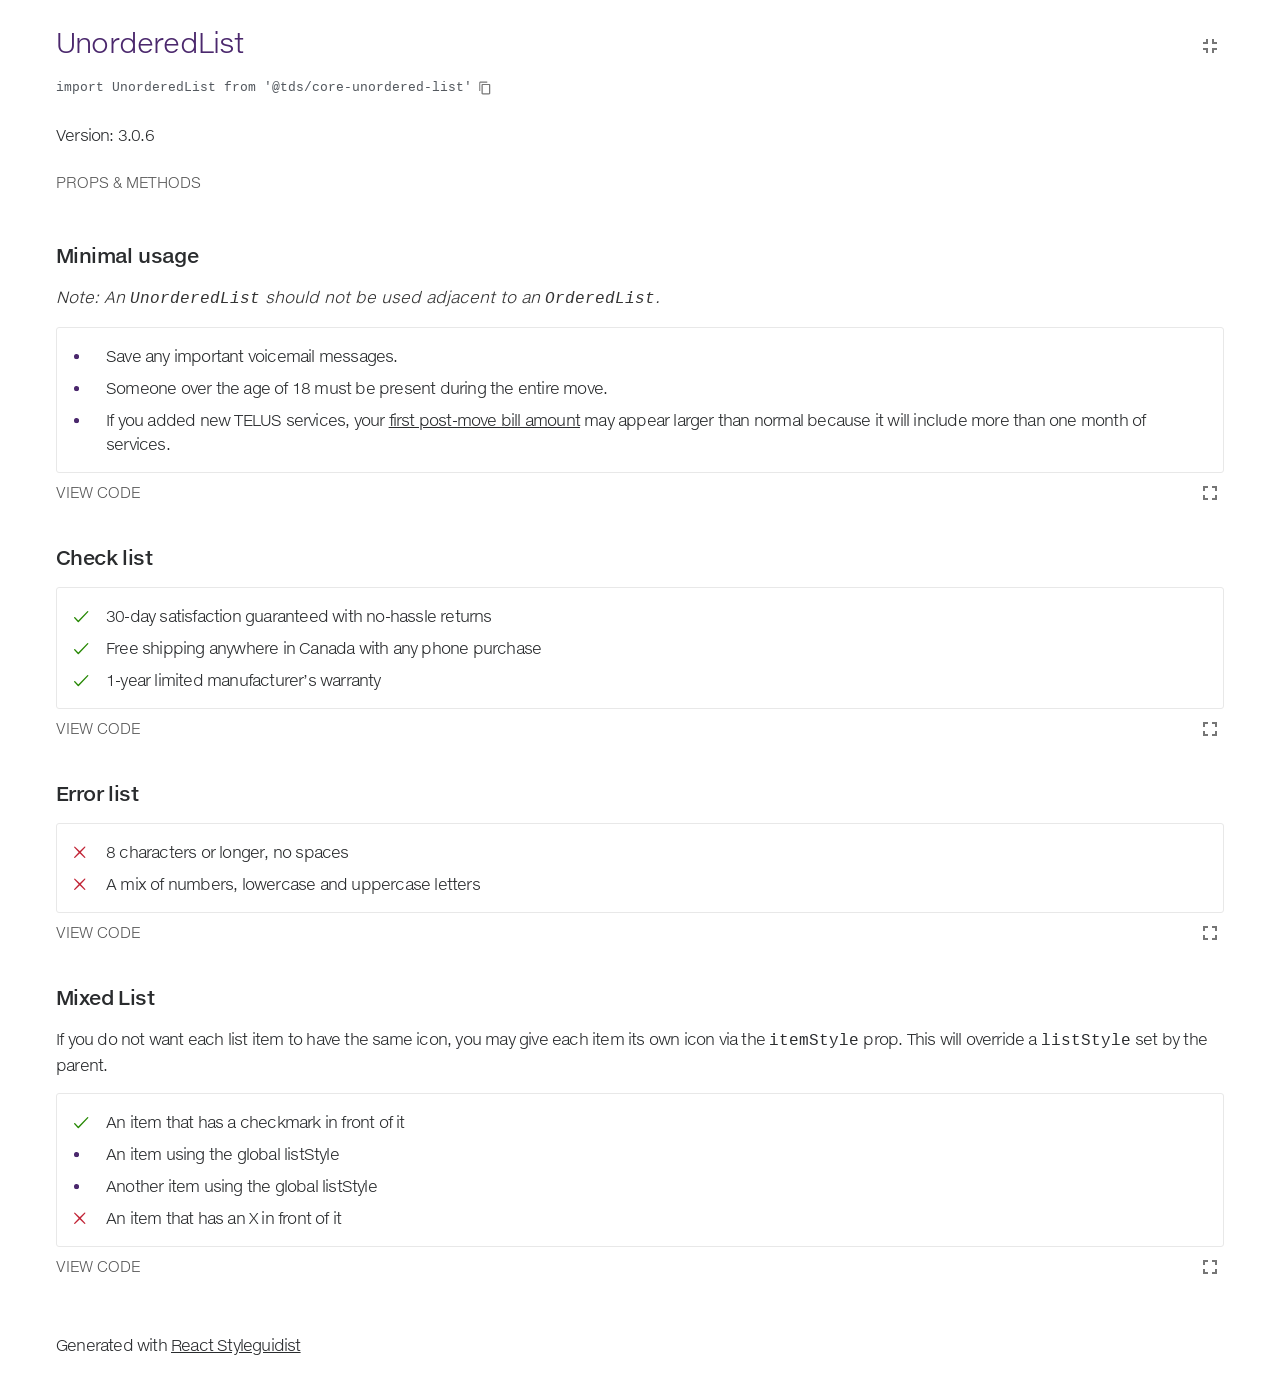 UnorderedList
import UnorderedList from '@tds/core-unordered-list'
Version: 3.0.6
PROPS & METHODS
Minimal usage
Note: An UnorderedList should not be used adjacent to an OrderedList.
Save any important voicemail messages.
Someone over the age of 18 must be present during the entire move.
If you added new TELUS services, your first post-move bill amount may appear larger than normal because it will include more than one month of
services.
VIEW CODE
Check list
30-day satisfaction guaranteed with no-hassle returns
Free shipping anywhere in Canada with any phone purchase
1-year limited manufacturer's warranty
VIEW CODE
Error list
8 characters or longer, no spaces
A mix of numbers, lowercase and uppercase letters
VIEW CODE
Mixed List
If you do not want each list item to have the same icon, you may give each item its own icon via the itemStyle prop. This will override a listStyle set by the
parent.
An item that has a checkmark in front of it
An item using the global listStyle
Another item using the global listStyle
An item that has an X in front of it
VIEW CODE
Generated with React Styleguidist